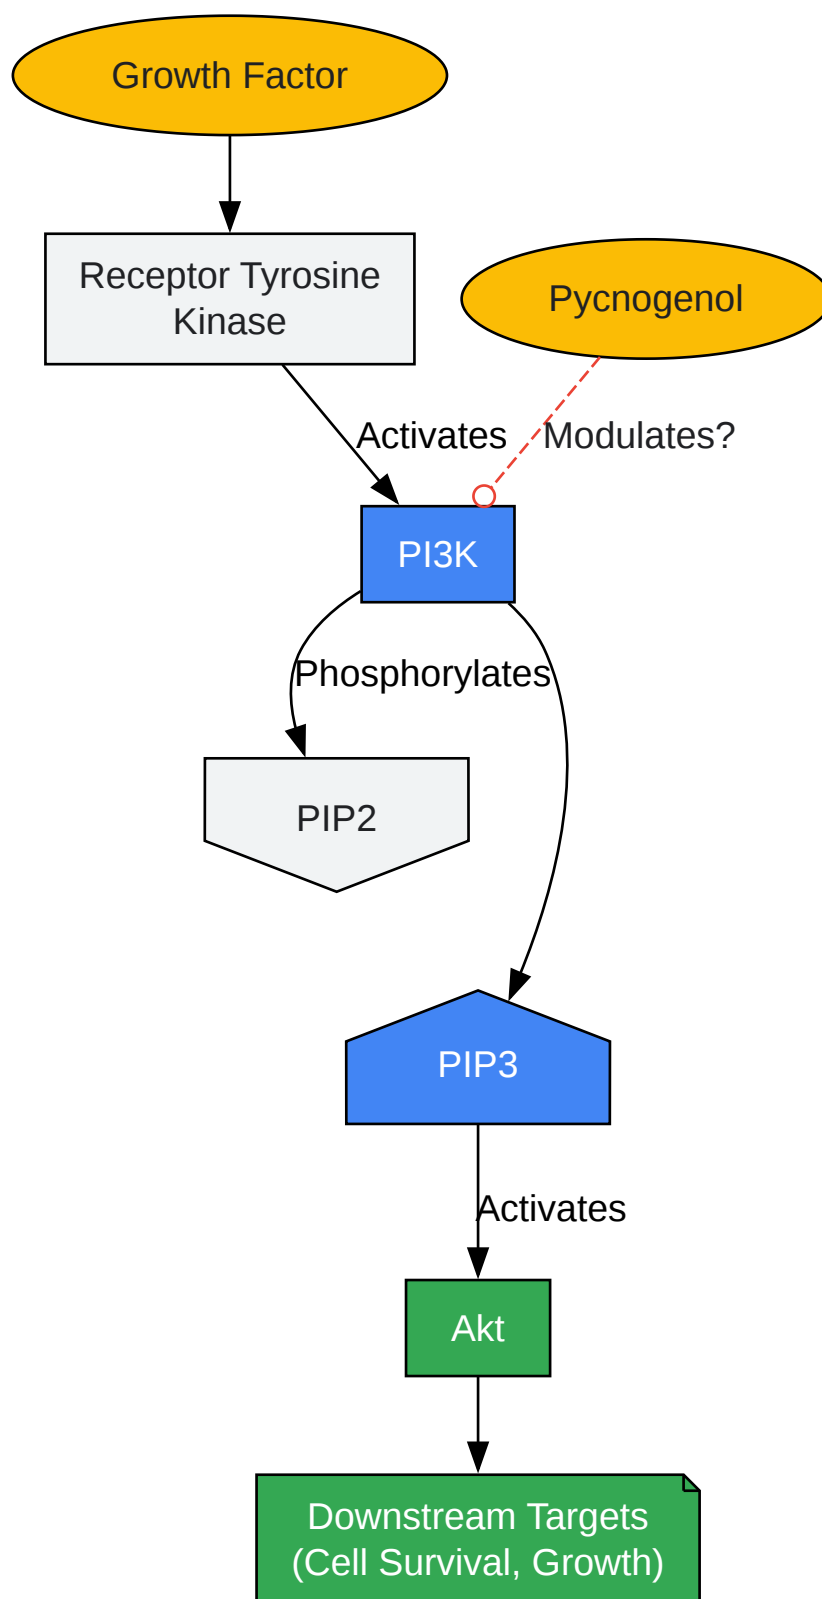 Growth Factor
Receptor Tyrosine
Kinase
Pycnogenol
Activates
Modulates?
PI3K
Phosphorylates
PIP2
PIP3
Activates
Akt
Downstream Targets
(Cell Survival, Growth)